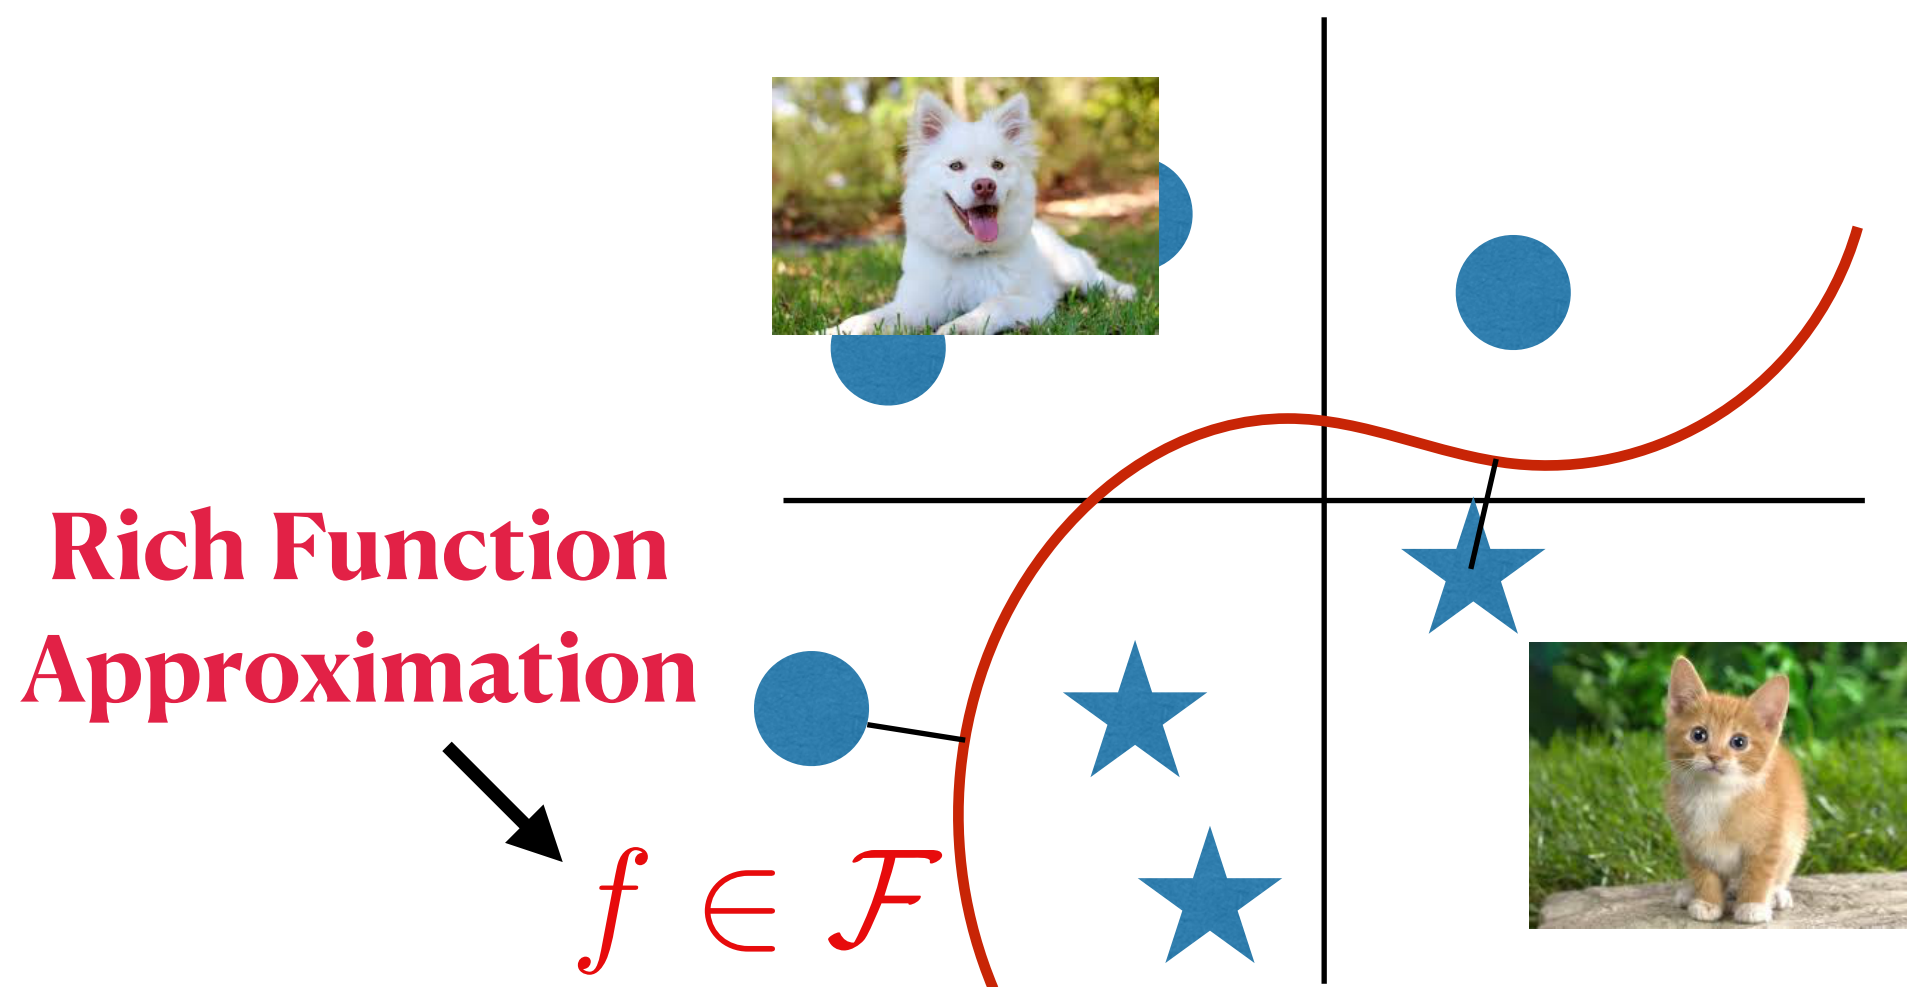 Rich Function
Approximation
f ∈ ℱ